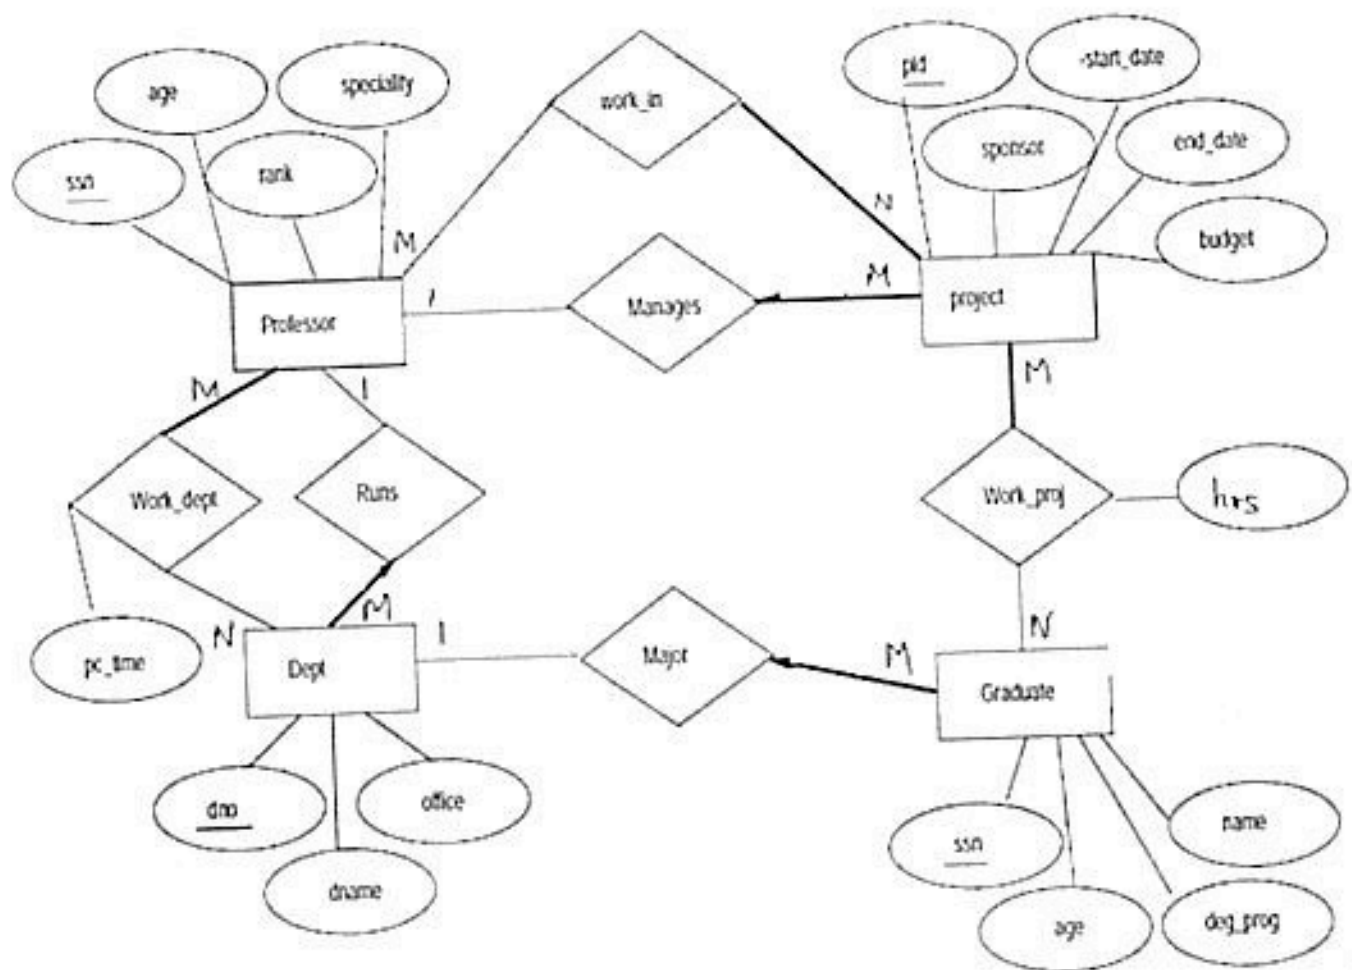 age
speciality
ssn
rank
work_in
pid
-start_date
sponsor
end_date
budget
M
N
Professor
1
Manages
M
project
M
1
M
Work_dept
Runs
Work_proj
hrs
pc_time
N
M
Dept
1
Major
M
N
Graduate
dno
office
dname
ssn
name
age
deg_prog